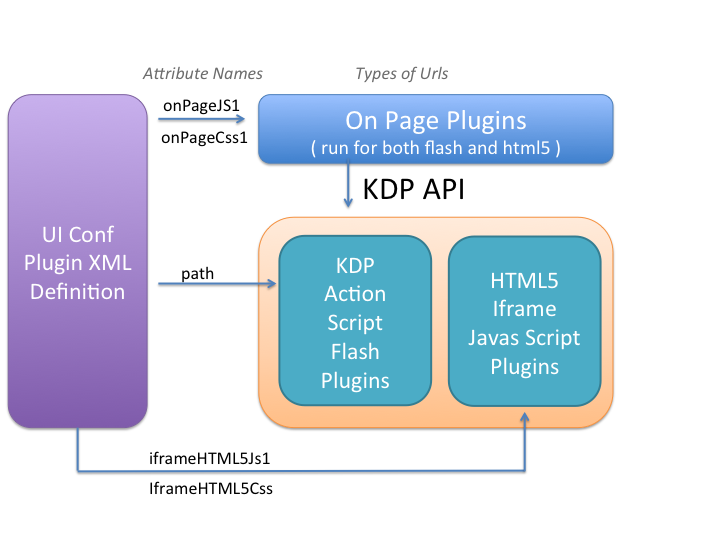 Attribute Names
Types of Urls
onPageJS1
onPageCss1
On Page Plugins
( run for both flash and html5 )
KDP API
UI Conf
Plugin XML
Definition
path
KDP
Action
Script
Flash
Plugins
HTML5
Iframe
Javas Script
Plugins
iframeHTML5Js1
IframeHTML5Css